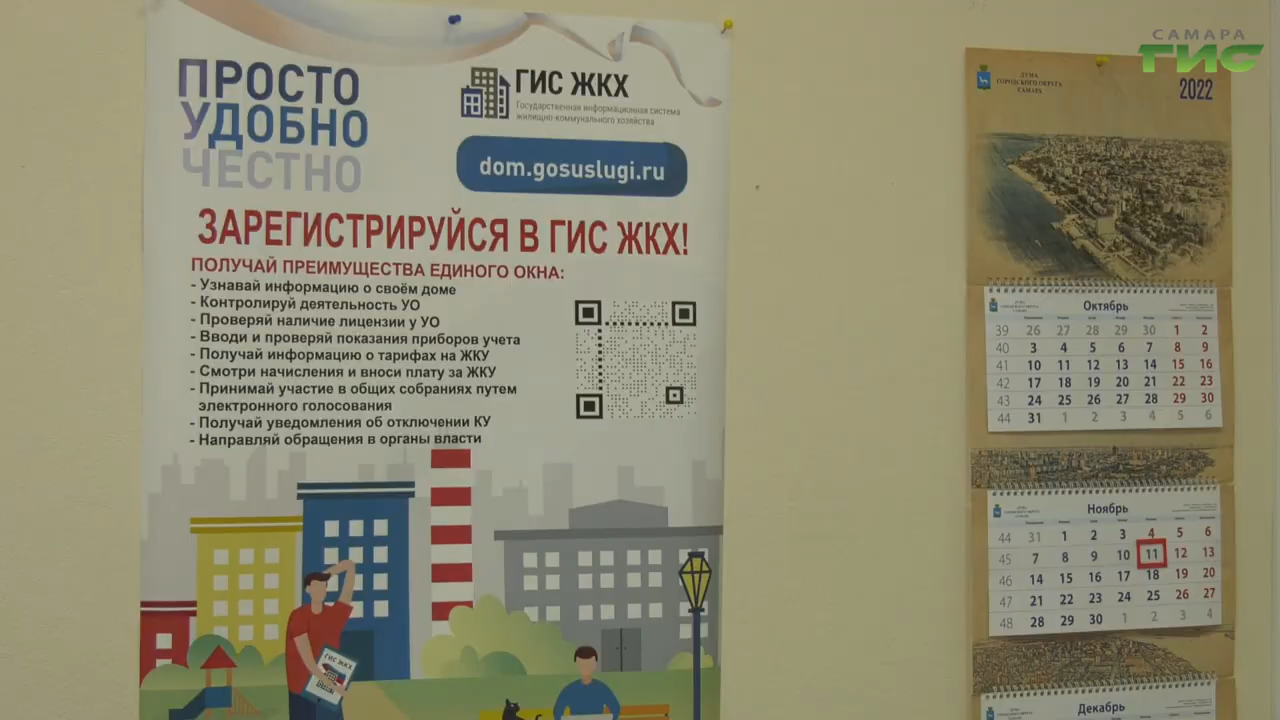 ПРОСТО
УДОБНО
ЧЕСТНО
ГИС ЖКХ
Государственная информационная система
жилищно-коммунального хозяйства
dom.gosuslugi.ru
ЗАРЕГИСТРИРУЙСЯ В ГИС ЖКХ!
ПОЛУЧАЙ ПРЕИМУЩЕСТВА ЕДИНОГО ОКНА:
- Узнавай информацию о своём доме
- Контролируй деятельность УО
- Проверяй наличие лицензии у УО
- Вводи и проверяй показания приборов учета
- Получай информацию о тарифах на ЖКУ
- Смотри начисления и вноси плату за ЖКУ
- Принимай участие в общих собраниях путем
электронного голосования
- Получай уведомления об отключении КУ
- Направляй обращения в органы власти
ГИС ЖКХ
САМАРА
ГИС
ДУМА
ГОРОДСКОГО ОКРУГА
САМАРА
2022
Октябрь
39 26 27 28 29 30 1 2
40 3 4 5 6 7 8 9
41 10 11 12 13 14 15 16
42 17 18 19 20 21 22 23
43 24 25 26 27 28 29 30
44 31 1 2 3 4 5 6
Ноябрь
44 31 1 2 3 4 5 6
45 7 8 9 10 11 12 13
46 14 15 16 17 18 19 20
47 21 22 23 24 25 26 27
48 28 29 30 1 2 3 4
Декабрь